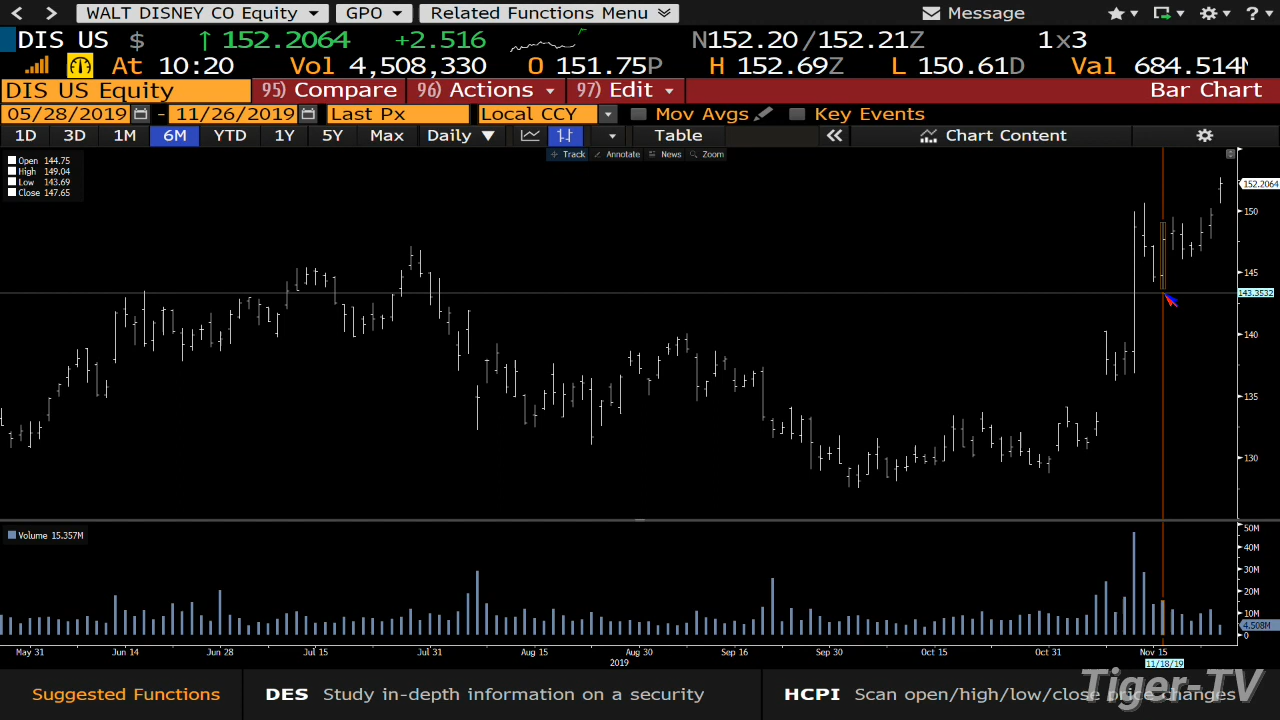 WALT DISNEY CO Equity GPO Related Functions Menu Message ?
DIS US $ ↑ 152.2064 +2.516 N152.20/152.21Z 1x3
At 10:20 Vol 4,508,330 O 151.75P H 152.69Z L 150.61D Val 684.514M
DIS US Equity 95) Compare 96) Actions 97) Edit Bar Chart
05/28/2019 - 11/26/2019 Last Px Local CCY Mov Avgs Key Events
1D 3D 1M 6M YTD 1Y 5Y Max Daily ▼ Table Chart Content
Track Annotate News Zoom
Open 144.75
High 149.04
Low 143.69
Close 147.65
152.2064
150
145
143.3532
140
135
130
Volume 15.357M
50M
40M
30M
20M
10M
4.508M
0
May 31 Jun 14 Jun 28 Jul 15 Jul 31 Aug 15 Aug 30 Sep 16 Sep 30 Oct 15 Oct 31 Nov 15
2019 11/18/19
Suggested Functions DES Study in-depth information on a security HCPI Scan open/high/low/close price changes
Tiger-TV